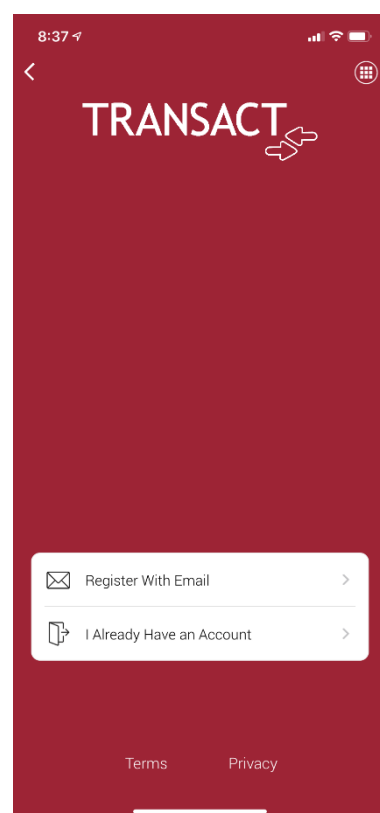 8:37
TRANSACT
Register With Email
I Already Have an Account
Terms Privacy